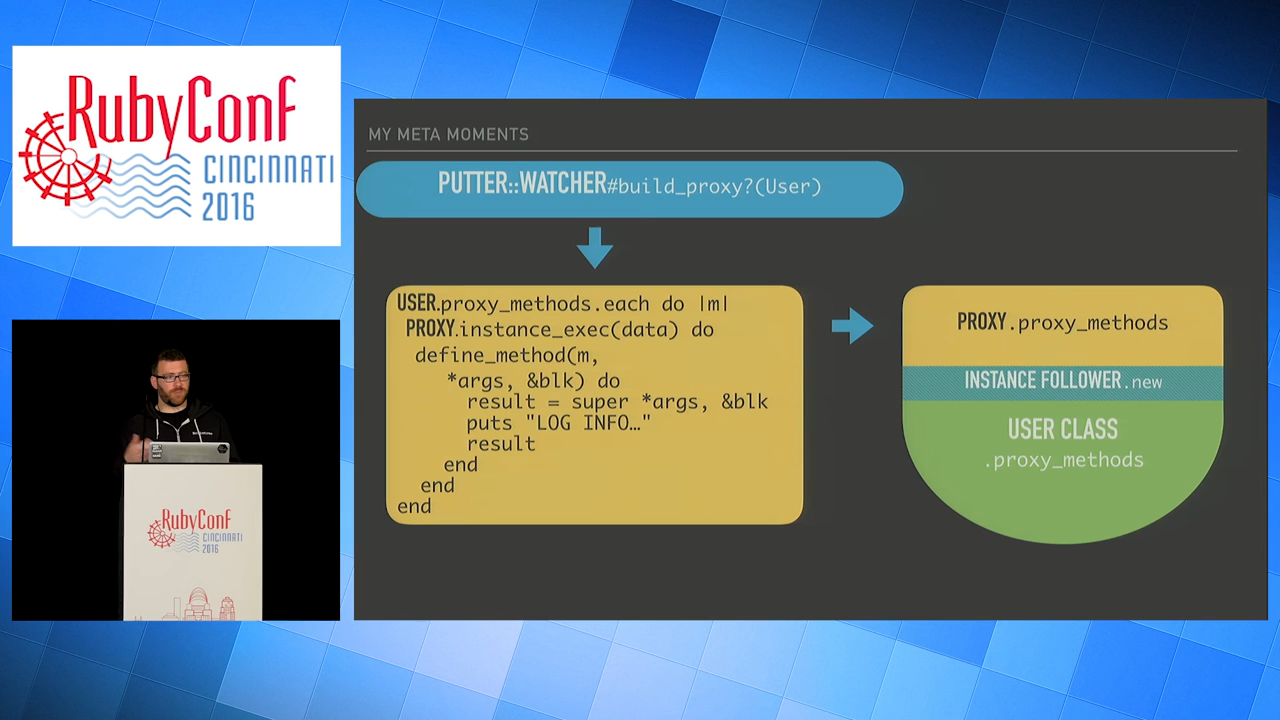 RubyConf
CINCINNATI
2016
MY META MOMENTS
PUTTER::WATCHER#build_proxy?(User)
USER.proxy_methods.each do |m|
PROXY.instance_exec(data) do
define_method(m,
*args, &blk) do
result = super *args, &blk
puts "LOG INFO…"
result
end
end
end
PROXY.proxy_methods
INSTANCE FOLLOWER.new
USER CLASS
.proxy_methods
RubyConf
CINCINNATI
2016